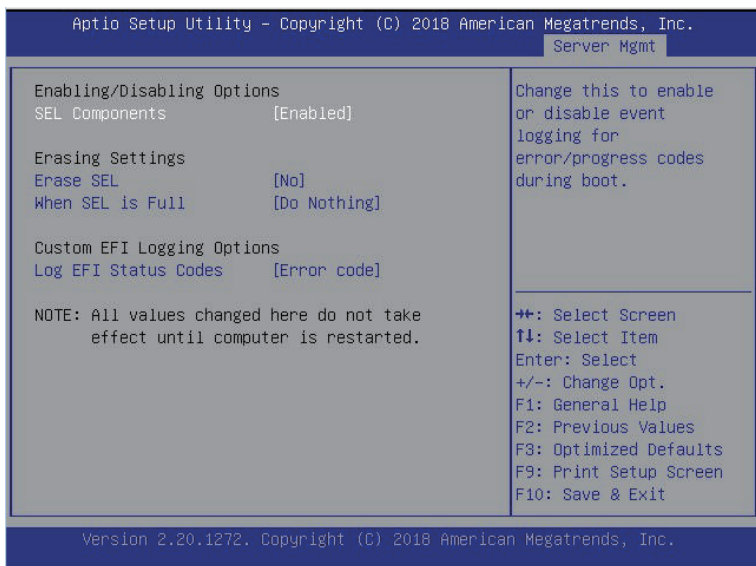 Aptio Setup Utility – Copyright (C) 2018 American Megatrends, Inc.
Server Mgmt
Enabling/Disabling Options
SEL Components [Enabled]
Erasing Settings
Erase SEL [No]
When SEL is Full [Do Nothing]
Custom EFI Logging Options
Log EFI Status Codes [Error code]
NOTE: All values changed here do not take
effect until computer is restarted.
Change this to enable
or disable event
logging for
error/progress codes
during boot.
→←: Select Screen
↑↓: Select Item
Enter: Select
+/-: Change Opt.
F1: General Help
F2: Previous Values
F3: Optimized Defaults
F9: Print Setup Screen
F10: Save & Exit
Version 2.20.1272. Copyright (C) 2018 American Megatrends, Inc.